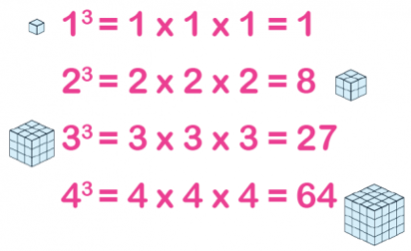 1³ = 1 x 1 x 1 = 1
2³ = 2 x 2 x 2 = 8
3³ = 3 x 3 x 3 = 27
4³ = 4 x 4 x 4 = 64